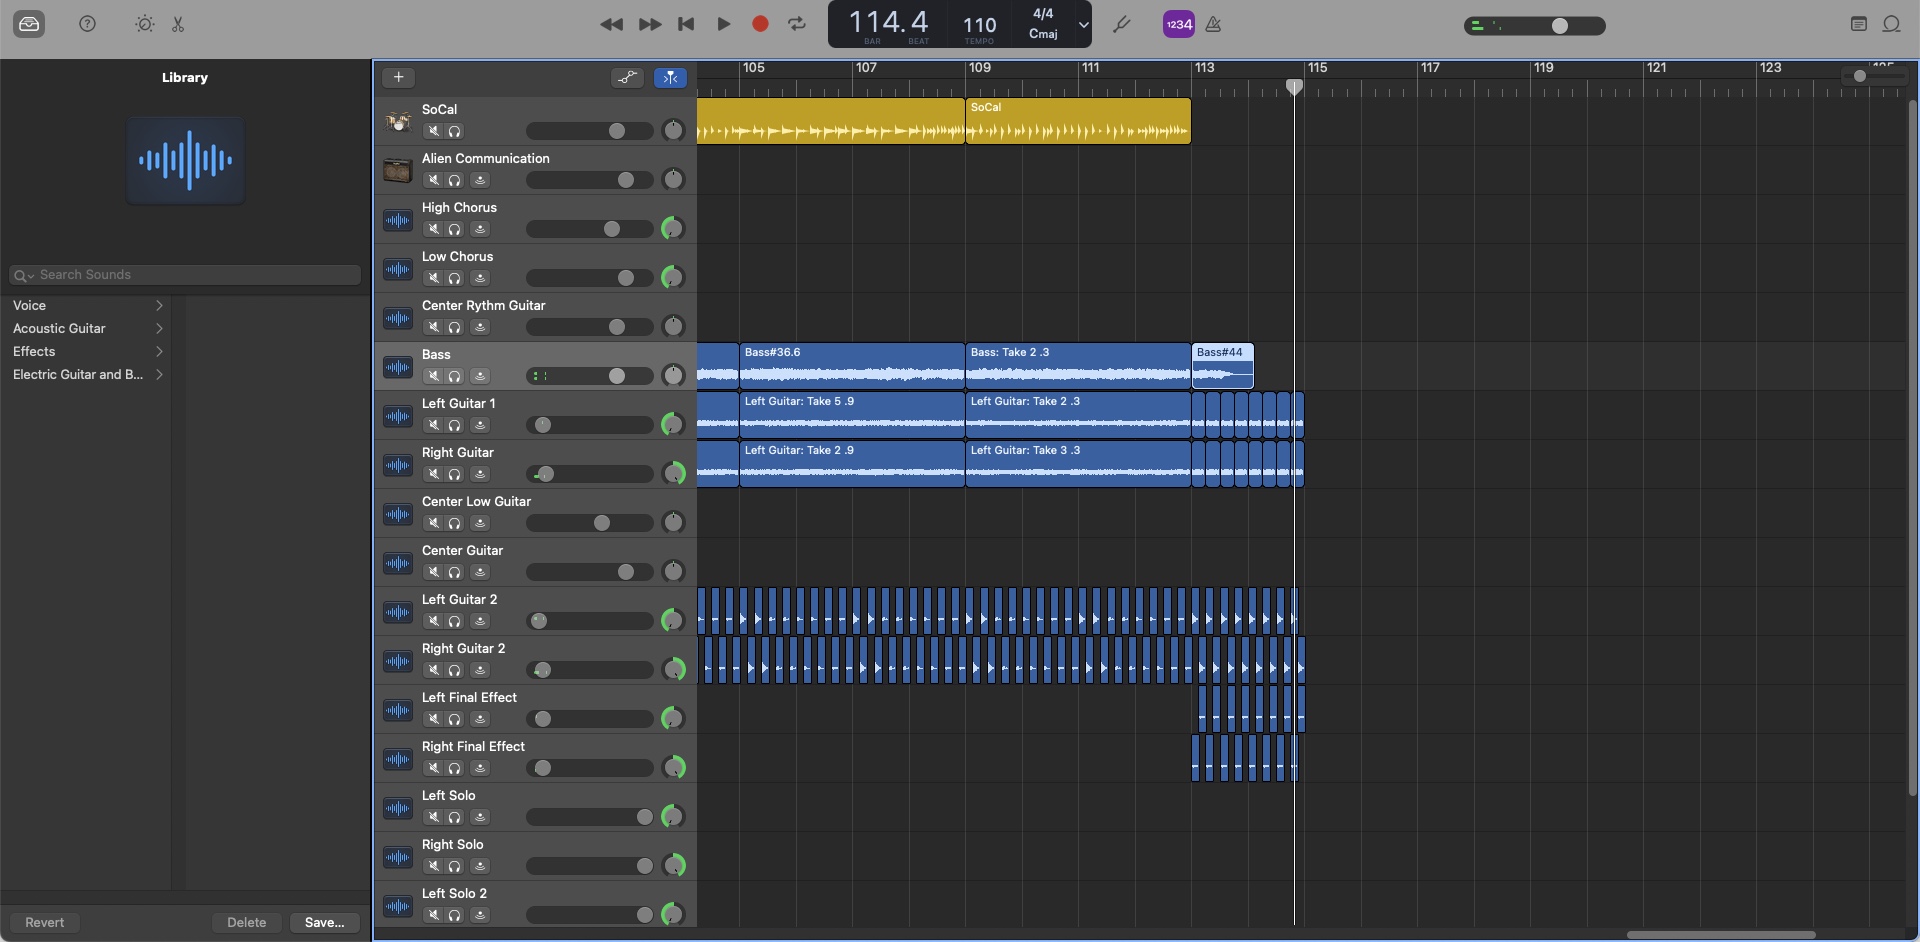 114.4
BAR BEAT
110
TEMPO
4/4
Cmaj
1234
Library
Search Sounds
Voice
Acoustic Guitar
Effects
Electric Guitar and B...
Revert
Delete
Save...
105
107
109
111
113
115
117
119
121
123
SoCal
SoCal
Alien Communication
High Chorus
Low Chorus
Center Rythm Guitar
Bass
Bass#36.6
Bass: Take 2 .3
Bass#44
Left Guitar 1
Left Guitar: Take 5 .9
Left Guitar: Take 2 .3
Right Guitar
Left Guitar: Take 2 .9
Left Guitar: Take 3 .3
Center Low Guitar
Center Guitar
Left Guitar 2
Right Guitar 2
Left Final Effect
Right Final Effect
Left Solo
Right Solo
Left Solo 2